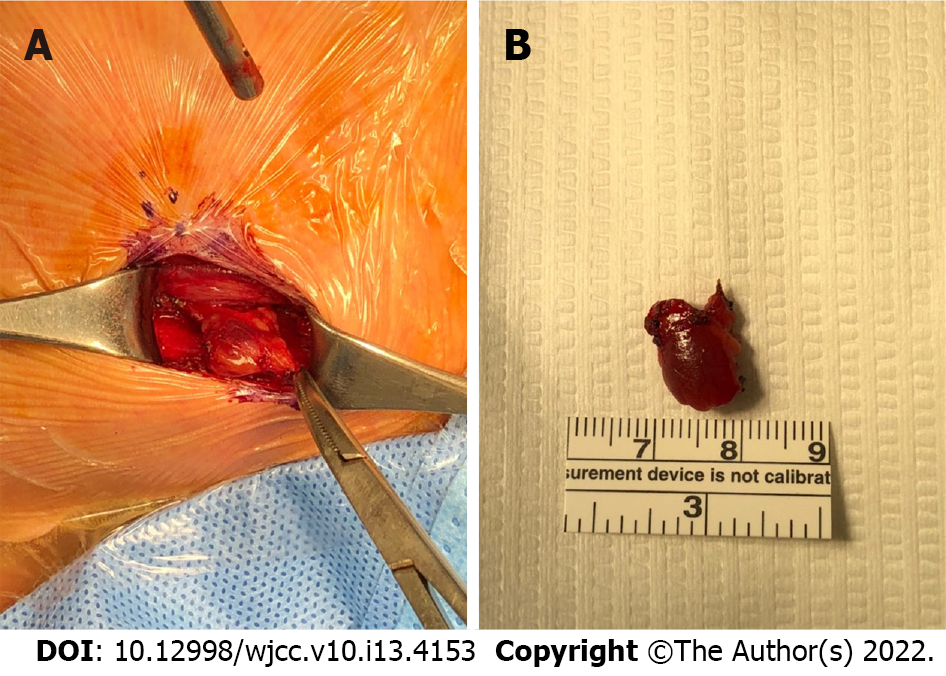 A
B
7 8 9
surement device is not calibrat
3
DOI: 10.12998/wjcc.v10.i13.4153 Copyright ©The Author(s) 2022.